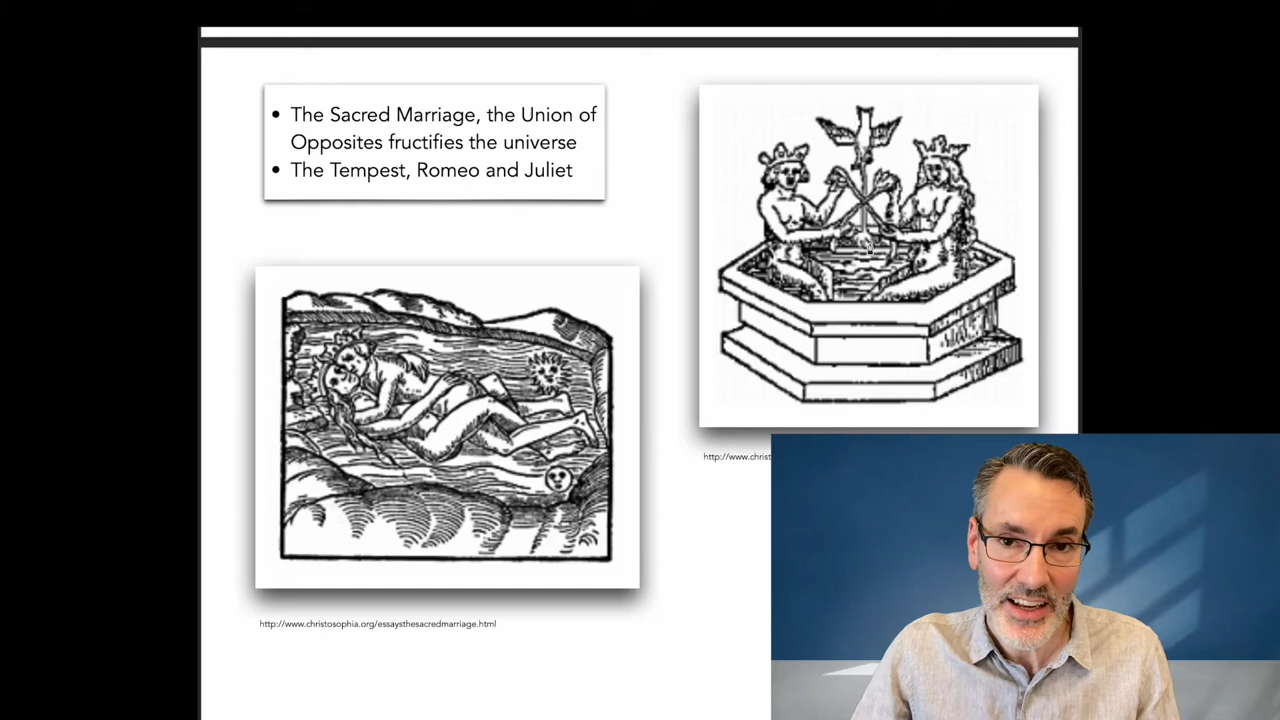 • The Sacred Marriage, the Union of
Opposites fructifies the universe
• The Tempest, Romeo and Juliet
http://www.christ
http://www.christosophia.org/essaysthesacredmarriage.html